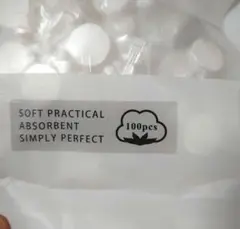 SOFT PRACTICAL
ABSORBENT
SIMPLY PERFECT
100pcs